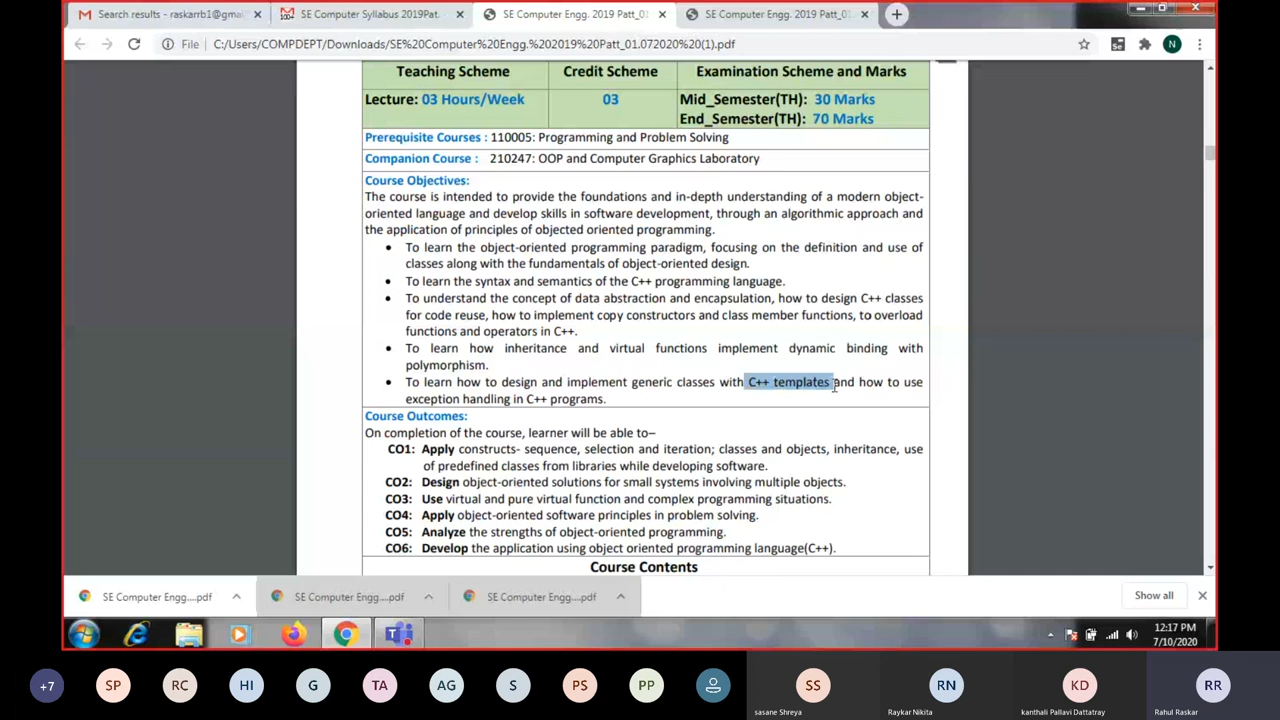 Search results - raskarrb1@gmai
SE Computer Syllabus 2019Pat.
SE Computer Engg. 2019 Patt_01
SE Computer Engg. 2019 Patt_01
File
C:/Users/COMPDEPT/Downloads/SE%20Computer%20Engg.%202019%20Patt_01.072020%20(1).pdf
N
Teaching Scheme
Credit Scheme
Examination Scheme and Marks
Lecture: 03 Hours/Week
03
Mid_Semester(TH): 30 Marks
End_Semester(TH): 70 Marks
Prerequisite Courses : 110005: Programming and Problem Solving
Companion Course : 210247: OOP and Computer Graphics Laboratory
Course Objectives:
The course is intended to provide the foundations and in-depth understanding of a modern object-
oriented language and develop skills in software development, through an algorithmic approach and
the application of principles of objected oriented programming.
• To learn the object-oriented programming paradigm, focusing on the definition and use of
classes along with the fundamentals of object-oriented design.
• To learn the syntax and semantics of the C++ programming language.
• To understand the concept of data abstraction and encapsulation, how to design C++ classes
for code reuse, how to implement copy constructors and class member functions, to overload
functions and operators in C++.
• To learn how inheritance and virtual functions implement dynamic binding with
polymorphism.
• To learn how to design and implement generic classes with C++ templates and how to use
exception handling in C++ programs.
Course Outcomes:
On completion of the course, learner will be able to–
CO1: Apply constructs- sequence, selection and iteration; classes and objects, inheritance, use
of predefined classes from libraries while developing software.
CO2: Design object-oriented solutions for small systems involving multiple objects.
CO3: Use virtual and pure virtual function and complex programming situations.
CO4: Apply object-oriented software principles in problem solving.
CO5: Analyze the strengths of object-oriented programming.
CO6: Develop the application using object oriented programming language(C++).
Course Contents
SE Computer Engg....pdf
SE Computer Engg....pdf
SE Computer Engg....pdf
Show all
12:17 PM
7/10/2020
+7
SP
RC
HI
G
TA
AG
S
PS
PP
SS
RN
KD
RR
sasane Shreya
Raykar Nikita
kanthali Pallavi Dattatray
Rahul Raskar